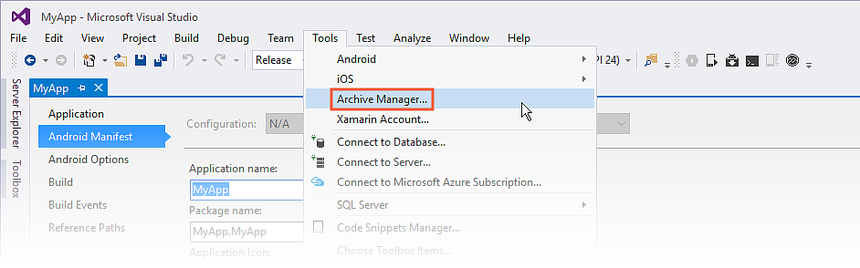 MyApp - Microsoft Visual Studio
File Edit View Project Build Debug Team Tools Test Analyze Window Help
Release
PI 24)
Server Explorer
Toolbox
MyApp
Application
Android Manifest
Android Options
Build
Build Events
Reference Paths
Configuration: N/A
Application name:
MyApp
Package name:
MyApp.MyApp
Application Icon:
Android
iOS
Archive Manager...
Xamarin Account...
Connect to Database...
Connect to Server...
Connect to Microsoft Azure Subscription...
SQL Server
Code Snippets Manager...
Choose Toolbox Items...